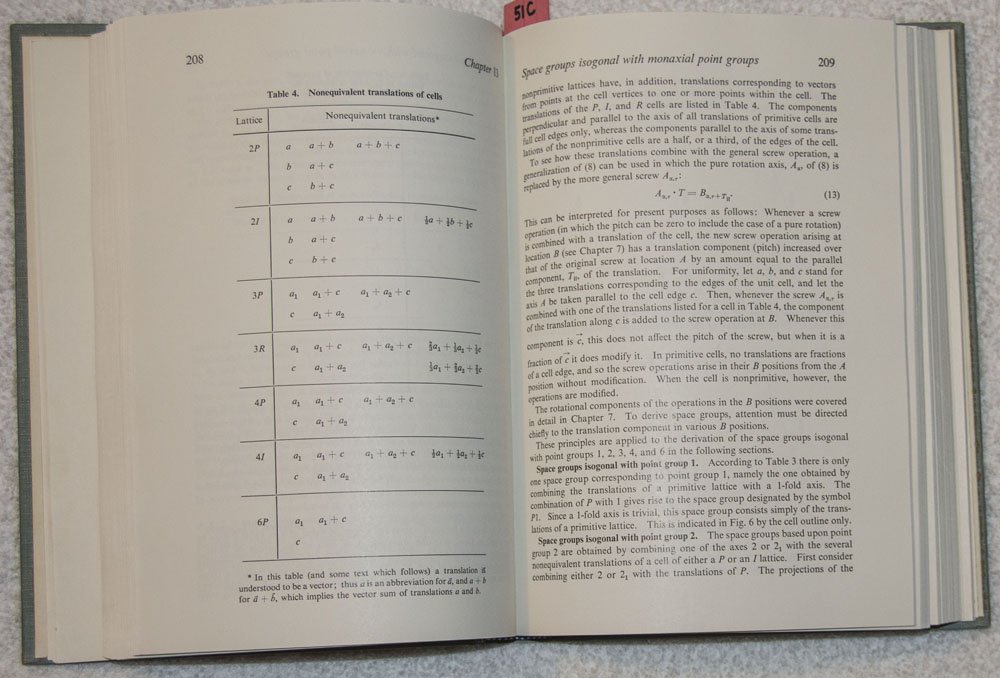 51C
208
Chapter 13
Table 4. Nonequivalent translations of cells
Lattice Nonequivalent translations*
2P a a + b a + b + c
b a + c
c b + c
2I a a + b a + b + c ½a + ½b + ½c
b a + c
c b + c
3P a₁ a₁ + c a₁ + a₂ + c
c a₁ + a₂
3R a₁ a₁ + c a₁ + a₂ + c ⅔a₁ + ⅓a₂ + ⅓c
c a₁ + a₂ ⅓a₁ + ⅔a₂ + ⅔c
4P a₁ a₁ + c a₁ + a₂ + c
c a₁ + a₂
4I a₁ a₁ + c a₁ + a₂ + c ½a₁ + ½a₂ + ½c
c a₁ + a₂
6P a₁ a₁ + c
c
* In this table (and some text which follows) a translation is
understood to be a vector; thus a is an abbreviation for a⃗, and a + b
for a⃗ + b⃗, which implies the vector sum of translations a and b.
Space groups isogonal with monaxial point groups 209
nonprimitive lattices have, in addition, translations corresponding to vectors
from points at the cell vertices to one or more points within the cell. The
translations of the P, I, and R cells are listed in Table 4. The components
perpendicular and parallel to the axis of all translations of primitive cells are
full cell edges only, whereas the components parallel to the axis of some trans-
lations of the nonprimitive cells are a half, or a third, of the edges of the cell.
To see how these translations combine with the general screw operation, a
generalization of (8) can be used in which the pure rotation axis, Aα, of (8) is
replaced by the more general screw Aα,τ:
Aα,τ · T = Bα,τ+T∥. (13)
This can be interpreted for present purposes as follows: Whenever a screw
operation (in which the pitch can be zero to include the case of a pure rotation)
is combined with a translation of the cell, the new screw operation arising at
location B (see Chapter 7) has a translation component (pitch) increased over
that of the original screw at location A by an amount equal to the parallel
component, T∥, of the translation. For uniformity, let a, b, and c stand for
the three translations corresponding to the edges of the unit cell, and let the
axis A be taken parallel to the cell edge c. Then, whenever the screw Aα,τ is
combined with one of the translations listed for a cell in Table 4, the component
of the translation along c is added to the screw operation at B. Whenever this
component is c⃗, this does not affect the pitch of the screw, but when it is a
fraction of c⃗ it does modify it. In primitive cells, no translations are fractions
of a cell edge, and so the screw operations arise in their B positions from the A
position without modification. When the cell is nonprimitive, however, the
operations are modified.
The rotational components of the operations in the B positions were covered
in detail in Chapter 7. To derive space groups, attention must be directed
chiefly to the translation component in various B positions.
These principles are applied to the derivation of the space groups isogonal
with point groups 1, 2, 3, 4, and 6 in the following sections.
Space groups isogonal with point group 1. According to Table 3 there is only
one space group corresponding to point group 1, namely the one obtained by
combining the translations of a primitive lattice with a 1-fold axis. The
combination of P with 1 gives rise to the space group designated by the symbol
P1. Since a 1-fold axis is trivial, this space group consists simply of the trans-
lations of a primitive lattice. This is indicated in Fig. 6 by the cell outline only.
Space groups isogonal with point group 2. The space groups based upon point
group 2 are obtained by combining one of the axes 2 or 2₁ with the several
nonequivalent translations of a cell of either a P or an I lattice. First consider
combining either 2 or 2₁ with the translations of P. The projections of the